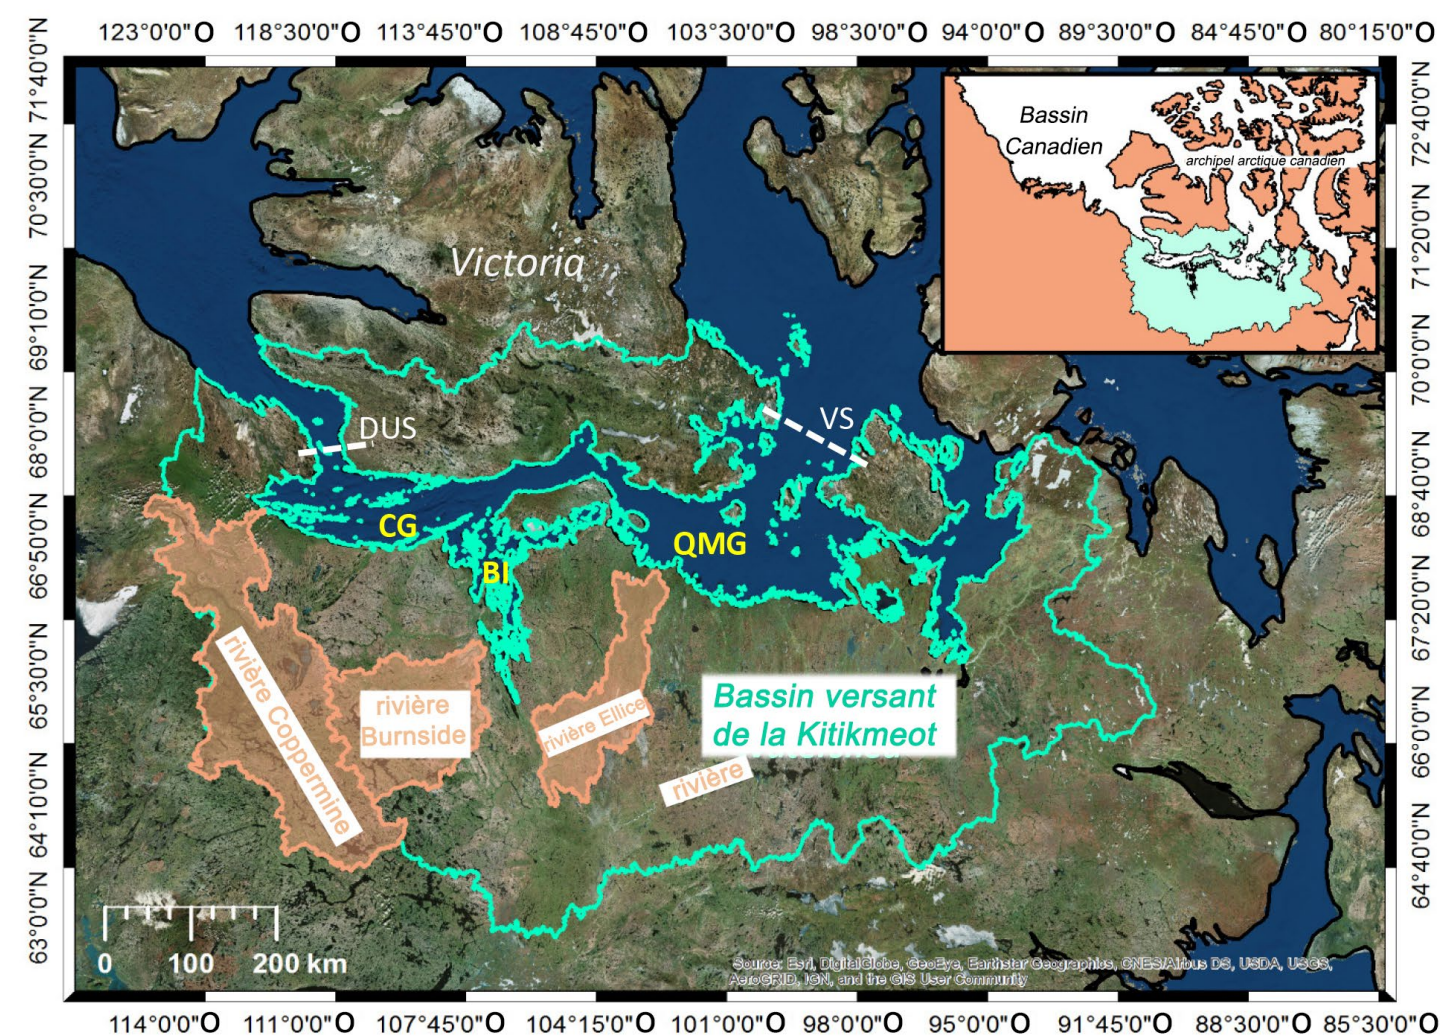 123°0'0"O 118°30'0"O 113°45'0"O 108°45'0"O 103°30'0"O 98°30'0"O 94°0'0"O 89°30'0"O 84°45'0"O 80°15'0"O
71°40'0"N
70°30'0"N
69°10'0"N
68°0'0"N
66°50'0"N
65°30'0"N
64°10'0"N
63°0'0"N
72°40'0"N
71°20'0"N
70°0'0"N
68°40'0"N
67°20'0"N
66°0'0"N
64°40'0"N
Bassin
Canadien
archipel arctique canadien
Victoria
DUS
VS
CG
QMG
BI
rivière Coppermine
rivière
Burnside
rivière Ellice
Bassin versant
de la Kitikmeot
rivière
0 100 200 km
Source: Esri, DigitalGlobe, GeoEye, Earthstar Geographics, CNES/Airbus DS, USDA, USGS,
AeroGRID, IGN, and the GIS User Community
114°0'0"O 111°0'0"O 107°45'0"O 104°15'0"O 101°0'0"O 98°0'0"O 95°0'0"O 91°45'0"O 88°30'0"O 85°30'0"O